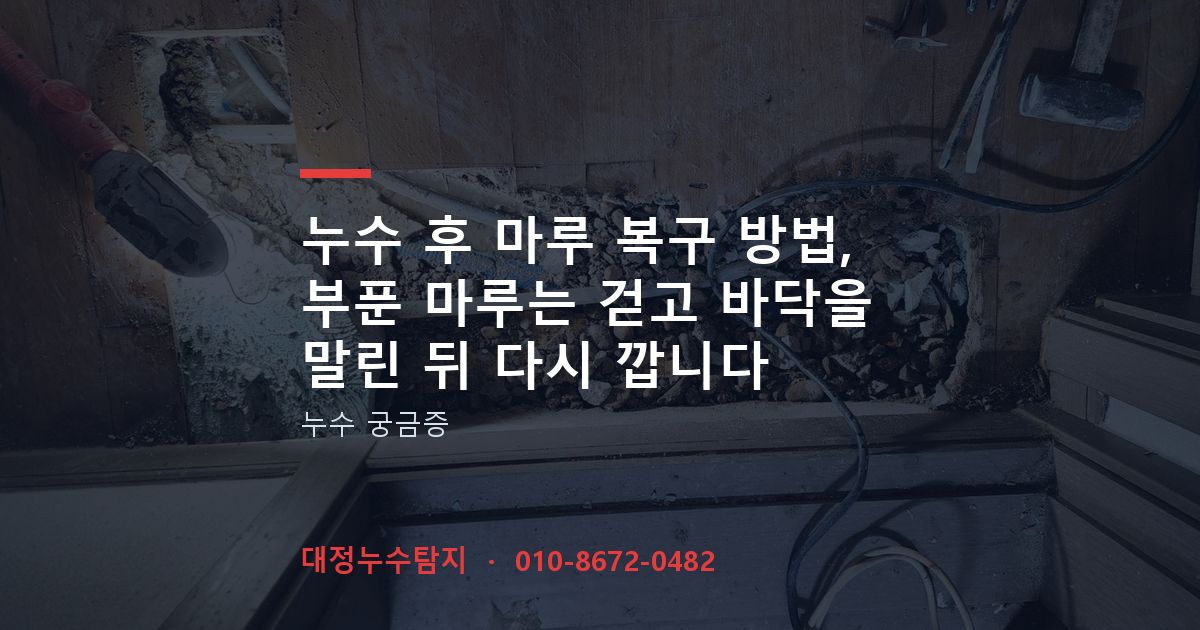 누수 후 마루 복구 방법,
부푼 마루는 걷고 바닥을
말린 뒤 다시 깝니다
누수 궁금증
대정누수탐지 · 010-8672-0482